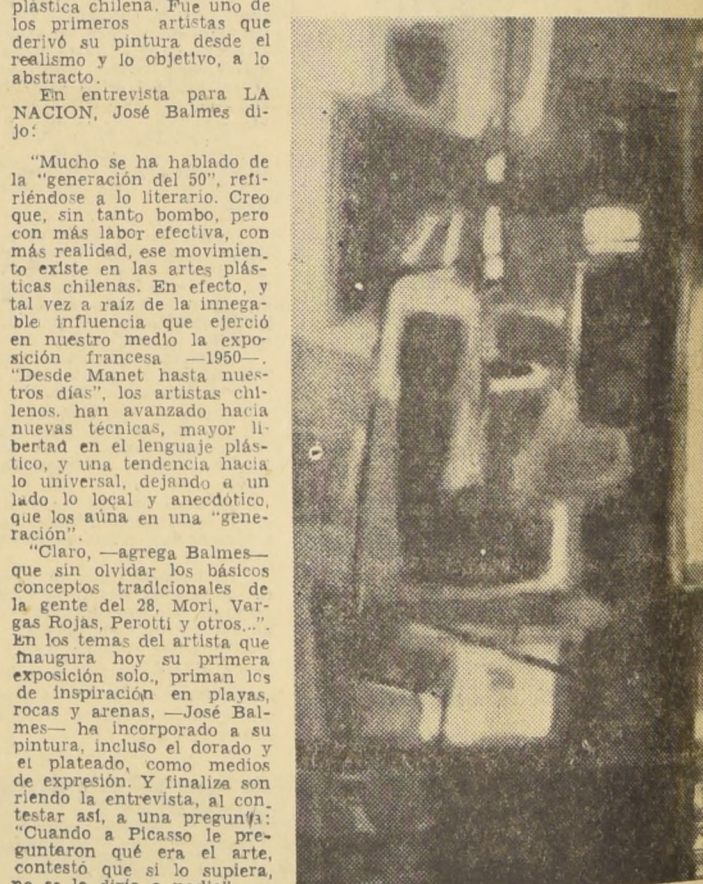 plástica chilena. Fue uno de
los primeros artistas que
derivó su pintura desde el
realismo y lo objetivo, a lo
abstracto.
En entrevista para LA
NACION, José Balmes di-
jo:
"Mucho se ha hablado de
la "generación del 50", refi-
riéndose a lo literario. Creo
que, sin tanto bombo, pero
con más labor efectiva, con
más realidad, ese movimien_
to existe en las artes plás-
ticas chilenas. En efecto, y
tal vez a raíz de la innega-
ble influencia que ejerció
en nuestro medio la expo-
sición francesa —1950—.
"Desde Manet hasta nues-
tros días", los artistas chi-
lenos. han avanzado hacia
nuevas técnicas, mayor li-
bertad en el lenguaje plás-
tico, y una tendencia hacia
lo universal, dejando a un
lado lo local y anecdótico,
que los aúna en una "gene-
ración".
"Claro, —agrega Balmes—
que sin olvidar los básicos
conceptos tradicionales de
la gente del 28, Mori, Var-
gas Rojas, Perotti y otros...".
En los temas del artista que
inaugura hoy su primera
exposición solo., priman los
de inspiración en playas,
rocas y arenas, —José Bal-
mes— ha incorporado a su
pintura, incluso el dorado y
el plateado, como medios
de expresión. Y finaliza son
riendo la entrevista, al con_
testar así, a una pregunta:
"Cuando a Picasso le pre-
guntaron qué era el arte,
contestó que si lo supiera,